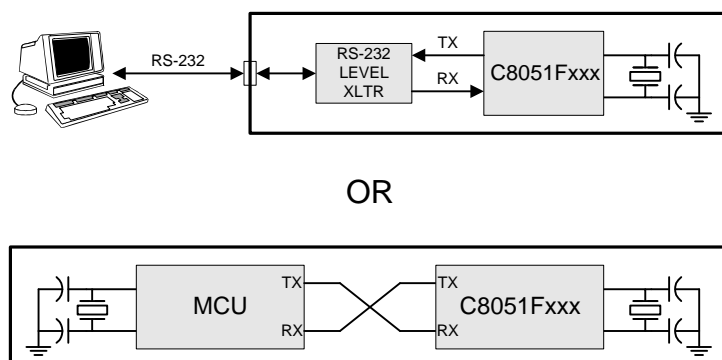 RS-232
RS-232
LEVEL
XLTR
TX
RX
C8051Fxxx
OR
MCU
TX
RX
TX
RX
C8051Fxxx